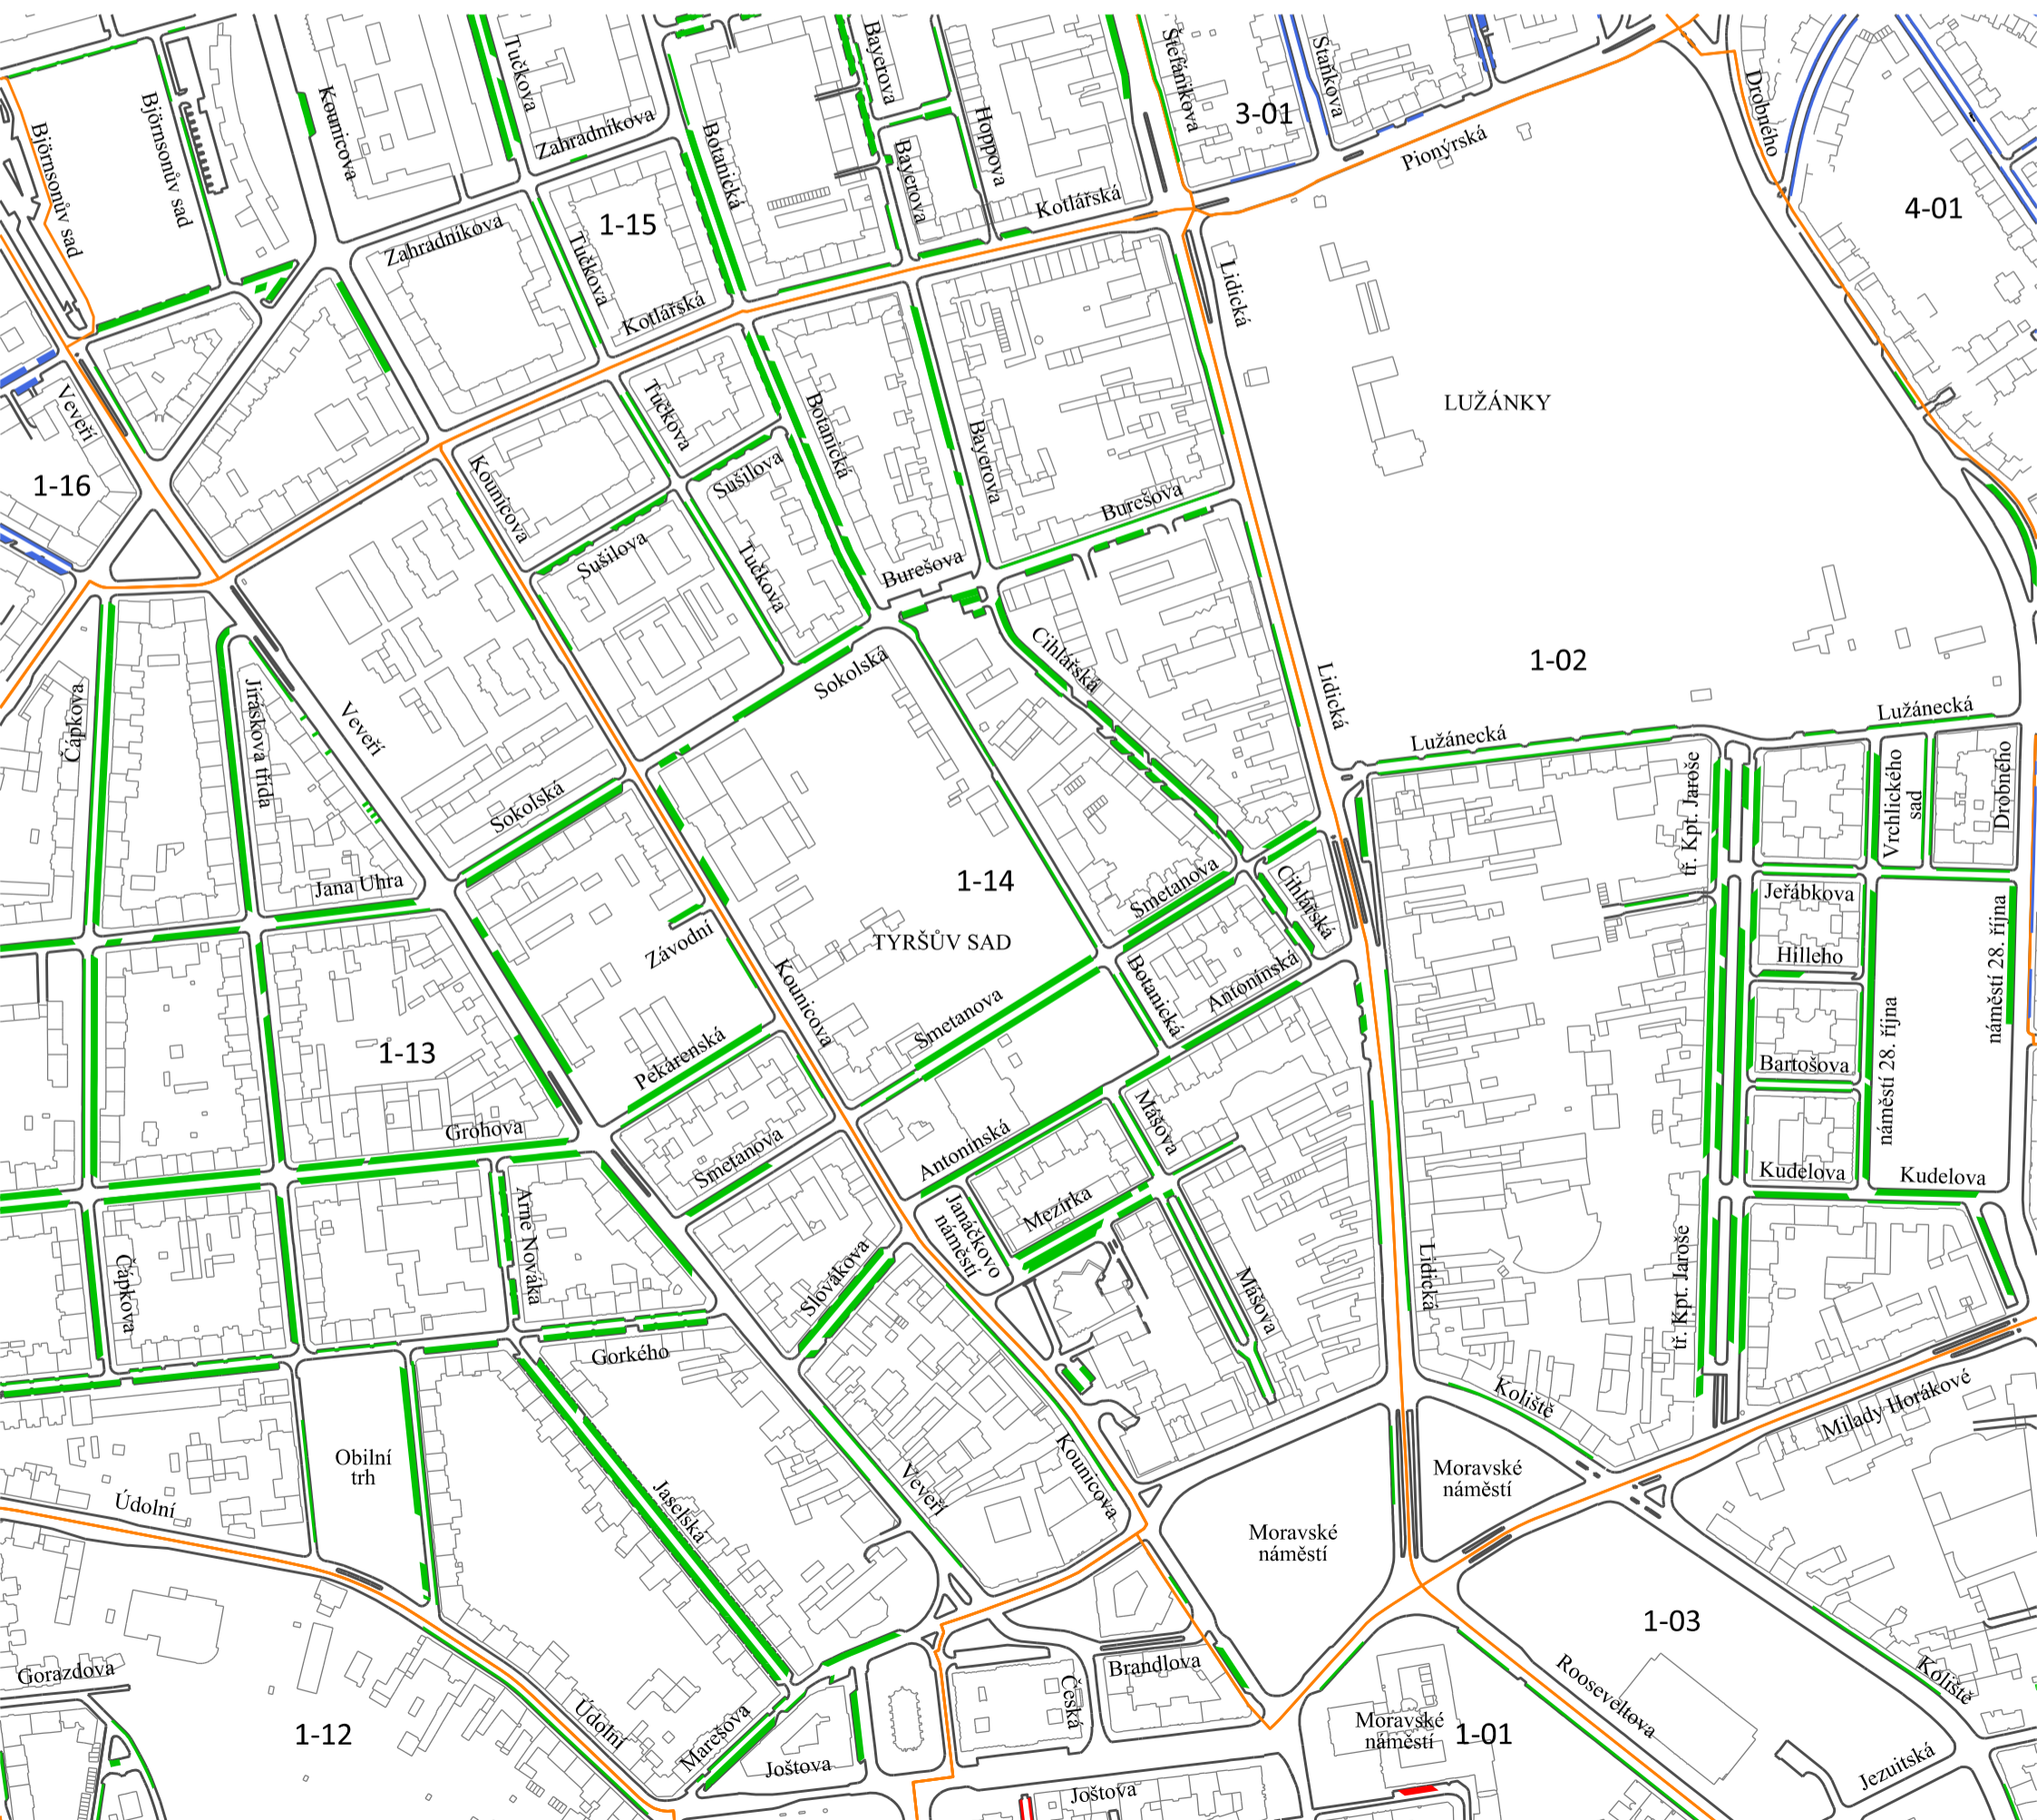 Tučkova
Bayerova
Štefánikova
Staňkova
Drobného
Björnsonův sad
Björnsonův sad
Kounicova
Zahradníkova
Botanická
Hoppova
3-01
Pionýrská
Bayerova
Kotlářská
4-01
Zahradníkova
1-15
Tučkova
Kotlářská
Lidická
Veveří
Tučkova
Botanická
LUŽÁNKY
Bayerova
1-16
Kounicova
Sušilova
Burešova
Sušilova
Tučkova
Burešova
Čápkova
Jiráskova třída
Veveří
Sokolská
Cihlářská
Lidická
1-02
Lužánecká
Lužánecká
Sokolská
tř. Kpt. Jaroše
Vrchlického
sad
Drobného
Jana Uhra
1-14
Smetanova
Cihlářská
Jeřábkova
Závodní
TYRŠŮV SAD
Hilleho
náměstí 28. října
Kounicova
Botanická
Antonínská
Smetanova
1-13
Pekárenská
Bartošova
náměstí 28. října
Grohova
Mášova
Antonínská
Smetanova
Kudelova
Kudelova
Arne Nováka
Janáčkovo
náměstí
Mezírka
Čápkova
Slovákova
Mášova
Lidická
tř. Kpt. Jaroše
Gorkého
Koliště
Milady Horákové
Obilní
trh
Kounicova
Veveří
Moravské
náměstí
Údolní
Jaselská
Moravské
náměstí
1-03
Gorazdova
Brandlova
Česká
Rooseveltova
Koliště
1-12
Údolní
Marešova
Moravské
náměstí
1-01
Joštova
Joštova
Jezuitská